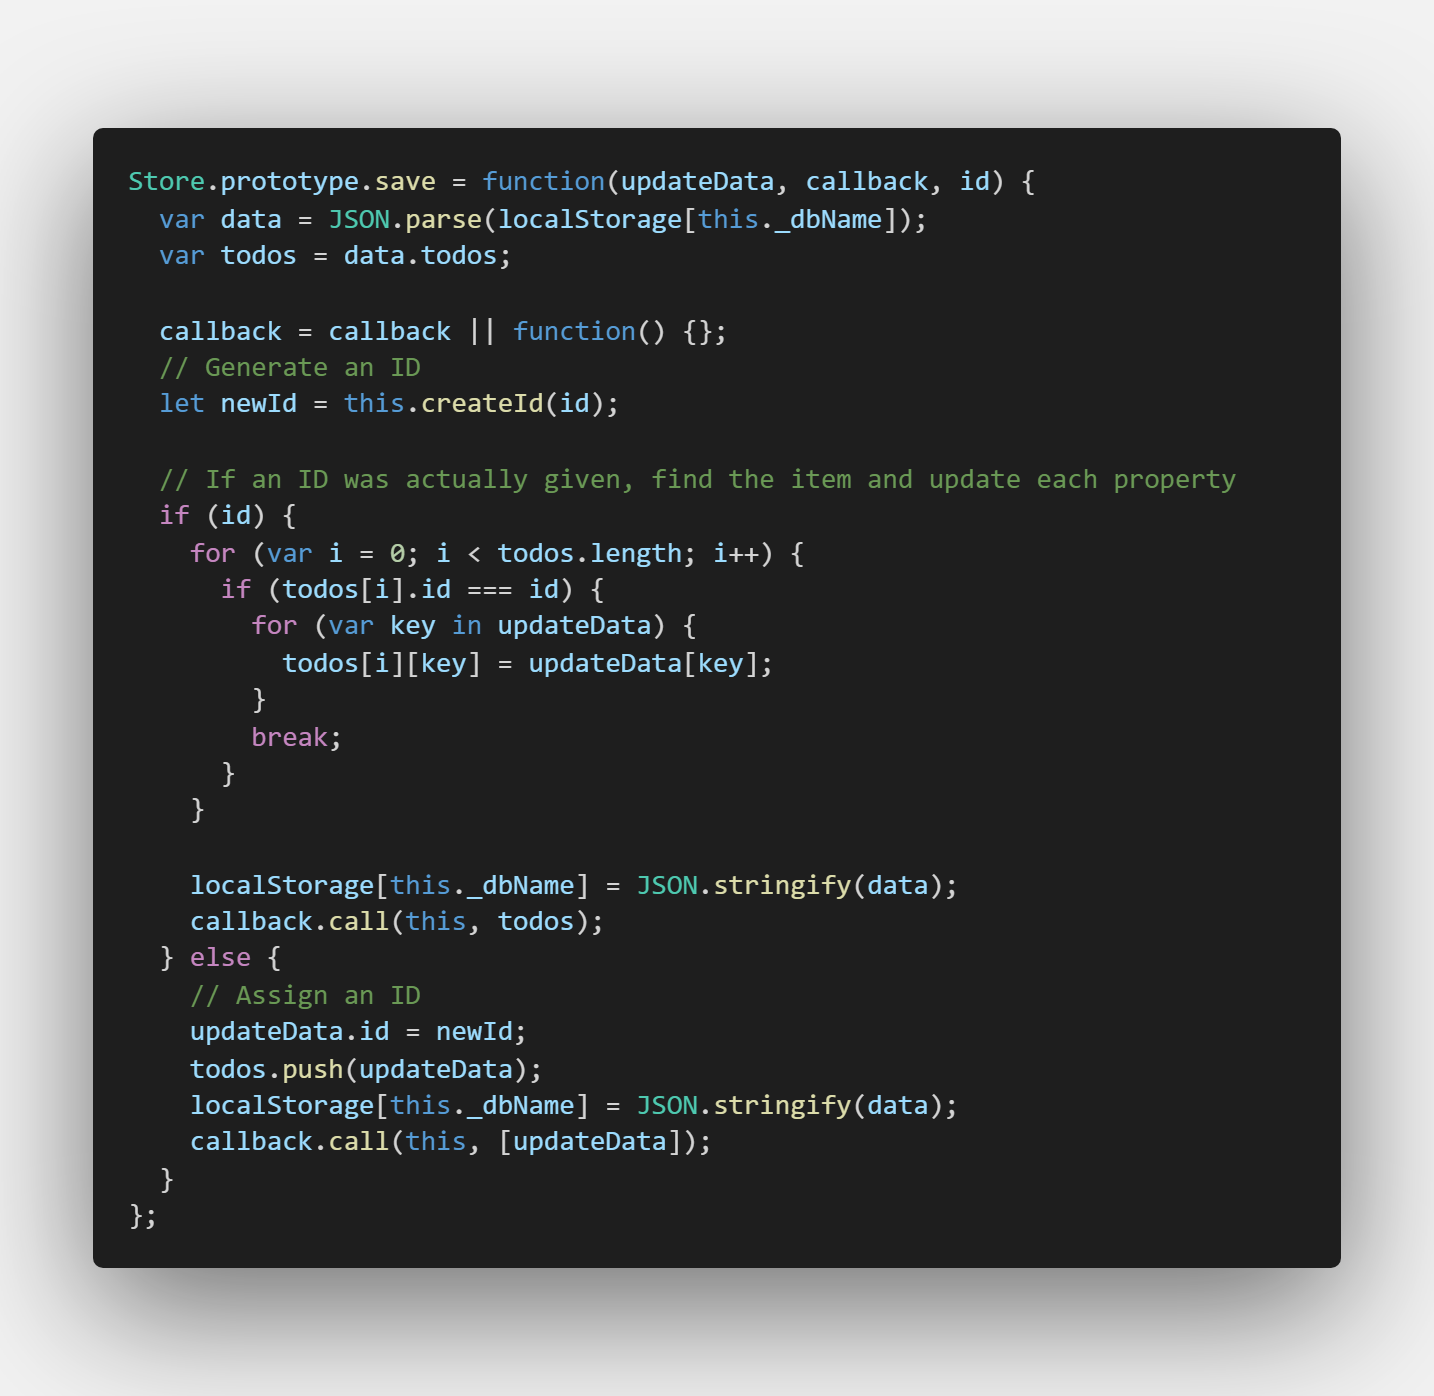 Store.prototype.save = function(updateData, callback, id) {
  var data = JSON.parse(localStorage[this._dbName]);
  var todos = data.todos;

  callback = callback || function() {};
  // Generate an ID
  let newId = this.createId(id);

  // If an ID was actually given, find the item and update each property
  if (id) {
    for (var i = 0; i < todos.length; i++) {
      if (todos[i].id === id) {
        for (var key in updateData) {
          todos[i][key] = updateData[key];
        }
        break;
      }
    }

    localStorage[this._dbName] = JSON.stringify(data);
    callback.call(this, todos);
  } else {
    // Assign an ID
    updateData.id = newId;
    todos.push(updateData);
    localStorage[this._dbName] = JSON.stringify(data);
    callback.call(this, [updateData]);
  }
};